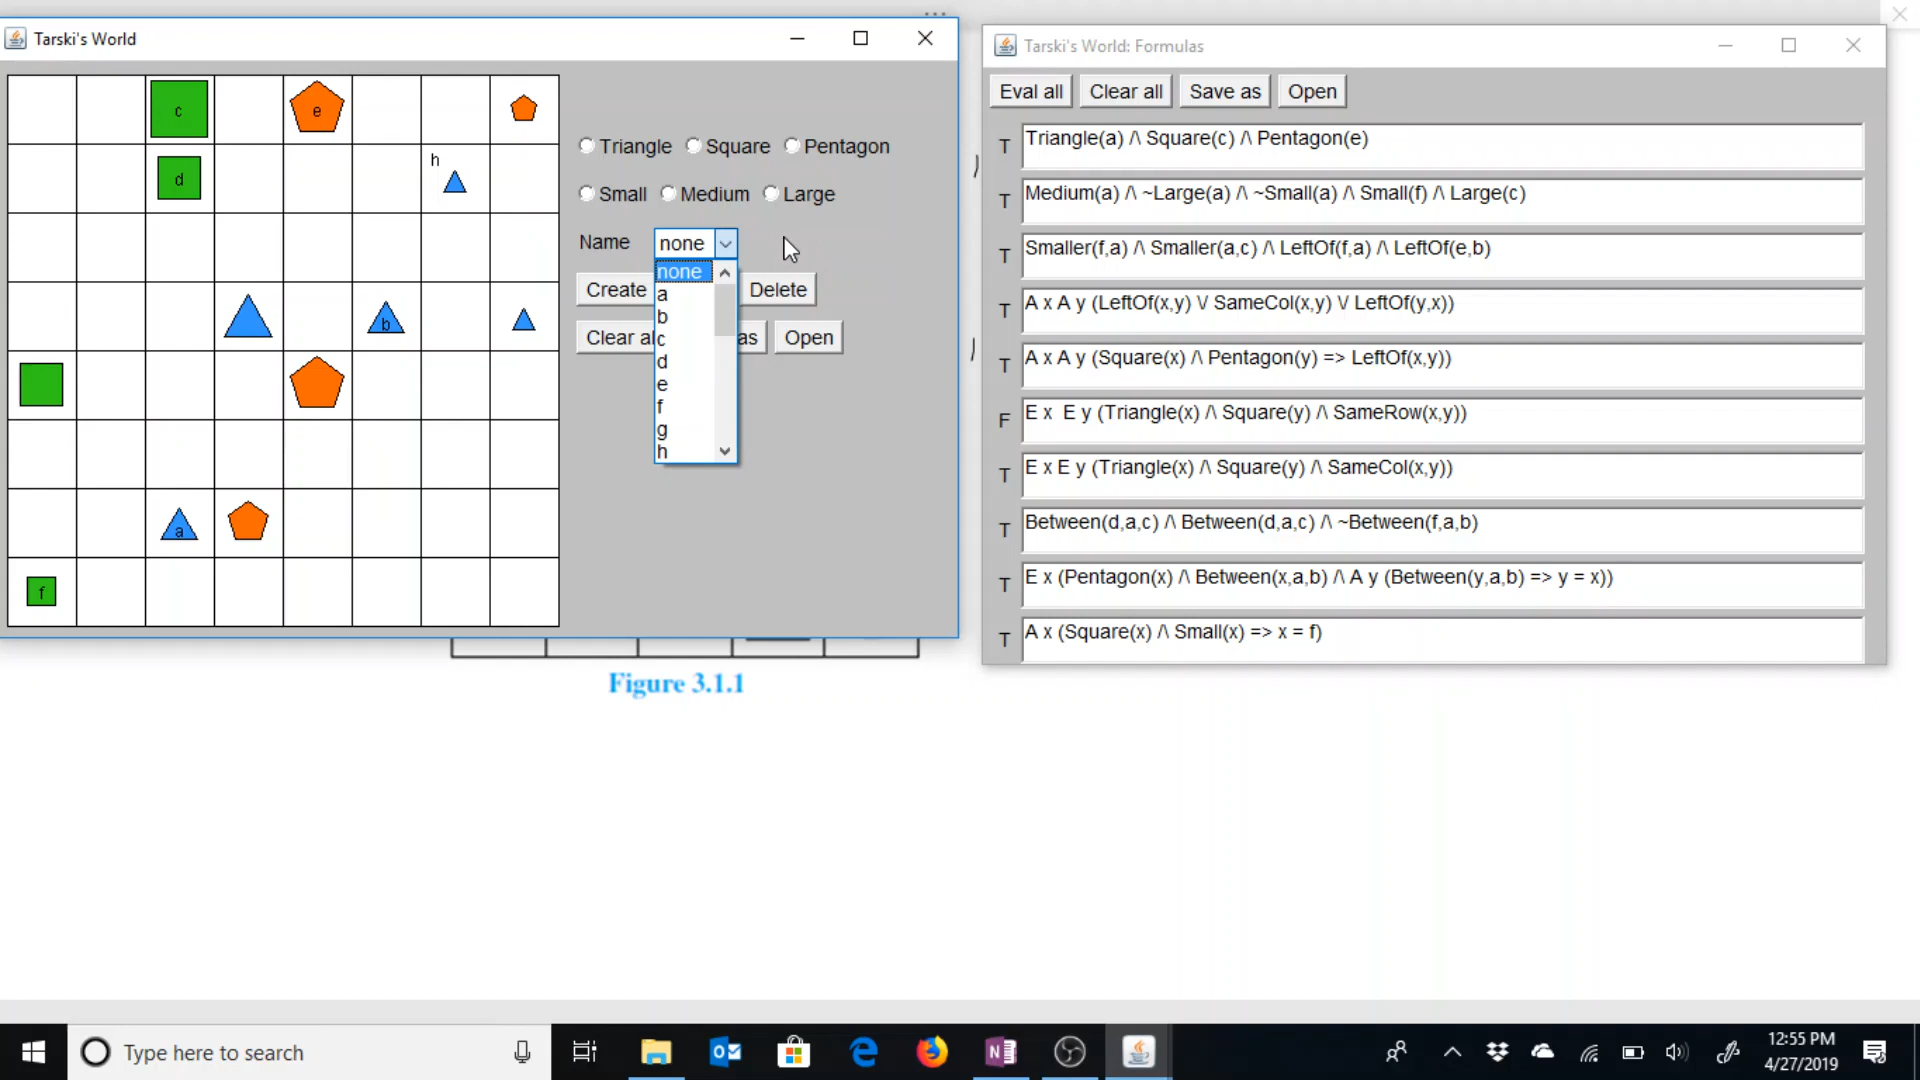 Tarski's World
c
e
d
h
b
a
f
Triangle Square Pentagon
Small Medium Large
Name none
none
a
b
c
d
e
f
g
h
Create Delete
Clear al as Open
Figure 3.1.1
Tarski's World: Formulas
Eval all Clear all Save as Open
T Triangle(a) /\ Square(c) /\ Pentagon(e)
T Medium(a) /\ ~Large(a) /\ ~Small(a) /\ Small(f) /\ Large(c)
T Smaller(f,a) /\ Smaller(a,c) /\ LeftOf(f,a) /\ LeftOf(e,b)
T A x A y (LeftOf(x,y) \/ SameCol(x,y) \/ LeftOf(y,x))
T A x A y (Square(x) /\ Pentagon(y) => LeftOf(x,y))
F E x  E y (Triangle(x) /\ Square(y) /\ SameRow(x,y))
T E x E y (Triangle(x) /\ Square(y) /\ SameCol(x,y))
T Between(d,a,c) /\ Between(d,a,c) /\ ~Between(f,a,b)
T E x (Pentagon(x) /\ Between(x,a,b) /\ A y (Between(y,a,b) => y = x))
T A x (Square(x) /\ Small(x) => x = f)
Type here to search
12:55 PM
4/27/2019